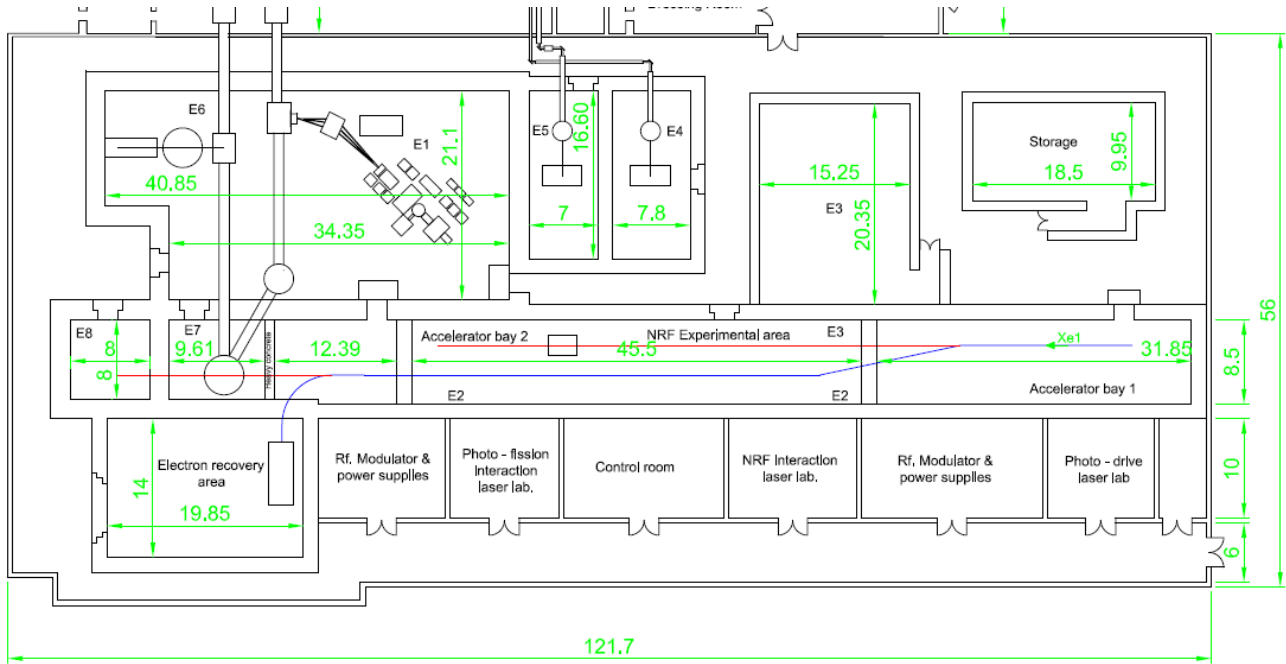 E6
E1
21.1
40.85
34.35
E5
16.60
E4
7
7.8
15.25
E3
20.35
Storage
9.95
18.5
56
E8
8
8
E7
9.61
Heavy concrete
12.39
Accelerator bay 2
NRF Experimental area
E3
45.5
E2
E2
Xe1
31.85
Accelerator bay 1
8.5
Electron recovery
area
14
19.85
Rf, Modulator &
power supplies
Photo - fission
interaction
laser lab.
Control room
NRF interaction
laser lab.
Rf, Modulator &
power supplies
Photo - drive
laser lab
10
6
121.7